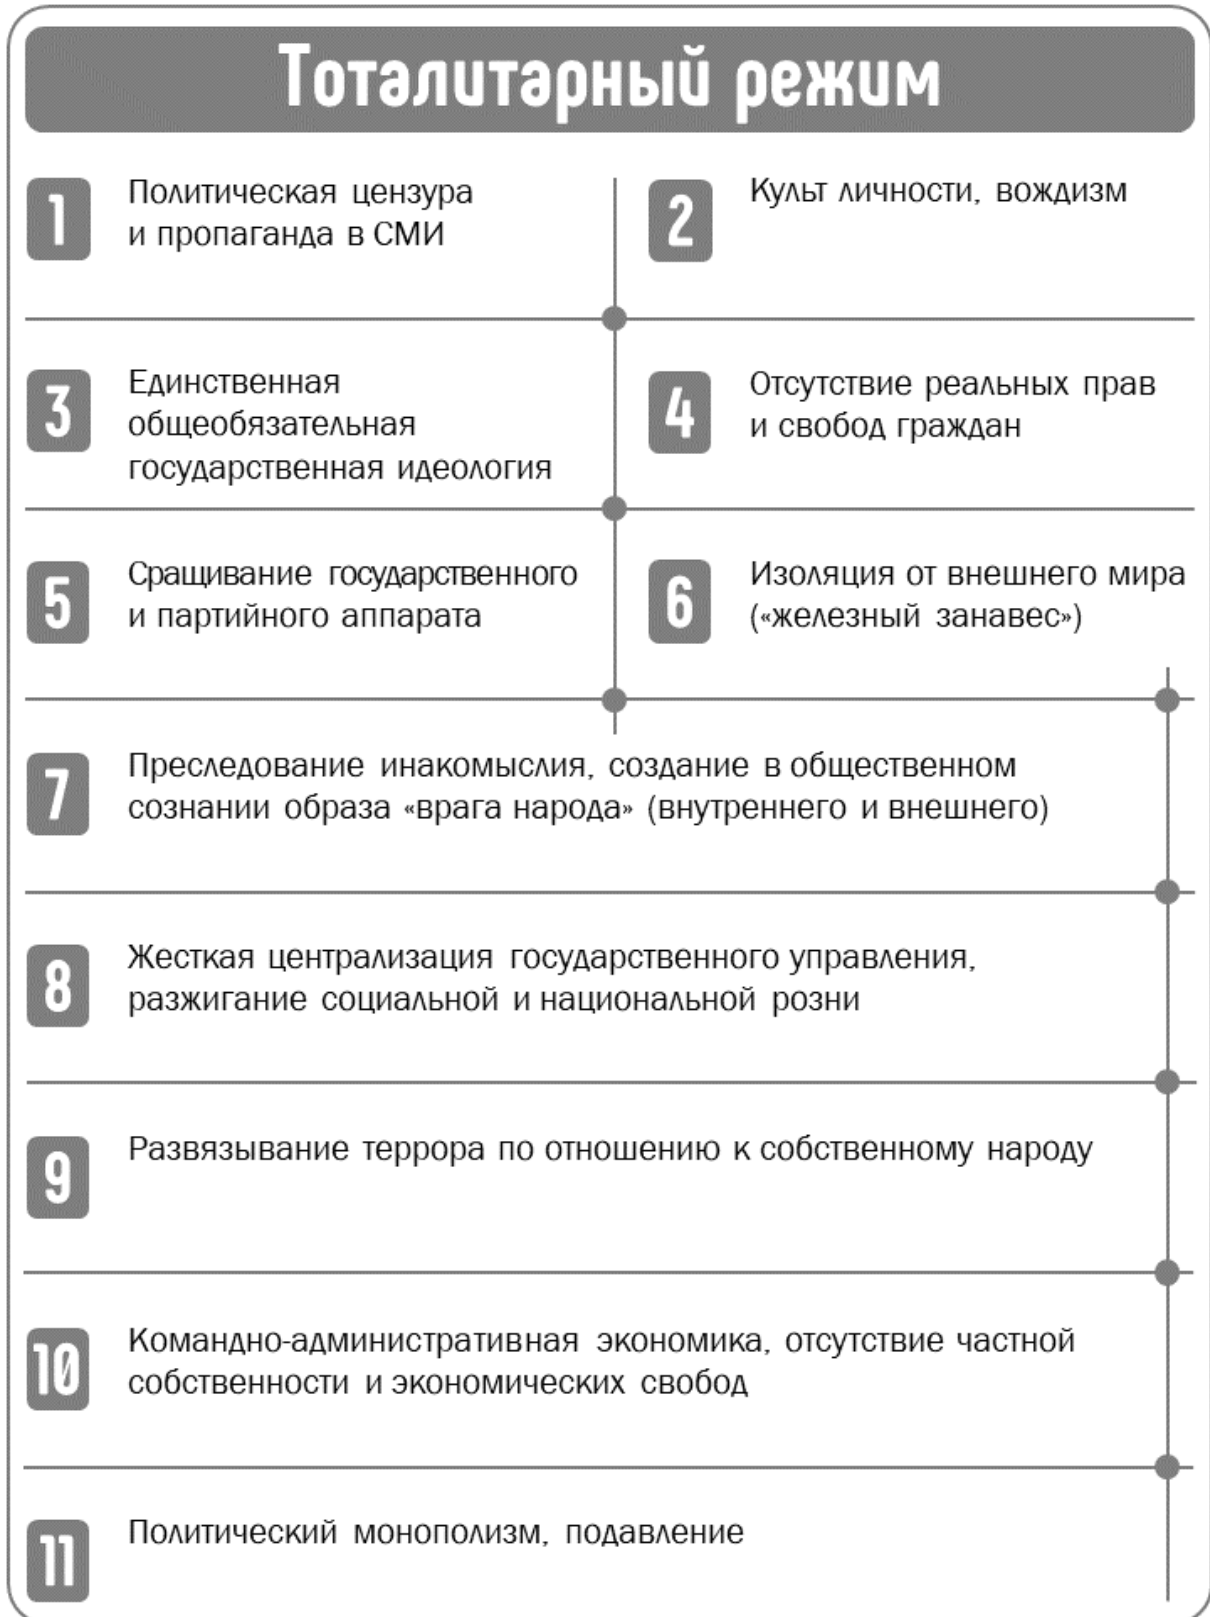 Тоталитарный режим
1
Политическая цензура
и пропаганда в СМИ
2
Культ личности, вождизм
3
Единственная
общеобязательная
государственная идеология
4
Отсутствие реальных прав
и свобод граждан
5
Сращивание государственного
и партийного аппарата
6
Изоляция от внешнего мира
(«железный занавес»)
7
Преследование инакомыслия, создание в общественном
сознании образа «врага народа» (внутреннего и внешнего)
8
Жесткая централизация государственного управления,
разжигание социальной и национальной розни
9
Развязывание террора по отношению к собственному народу
10
Командно-административная экономика, отсутствие частной
собственности и экономических свобод
11
Политический монополизм, подавление